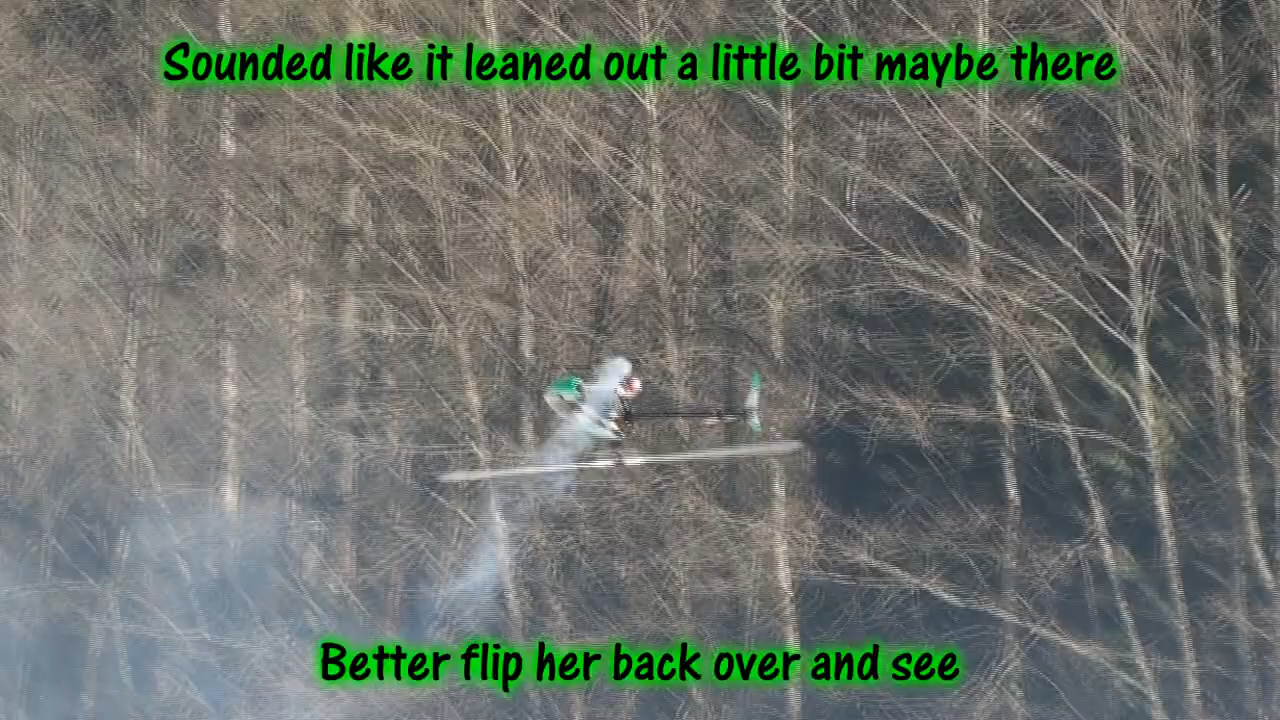 Sounded like it leaned out a little bit maybe there
Better flip her back over and see